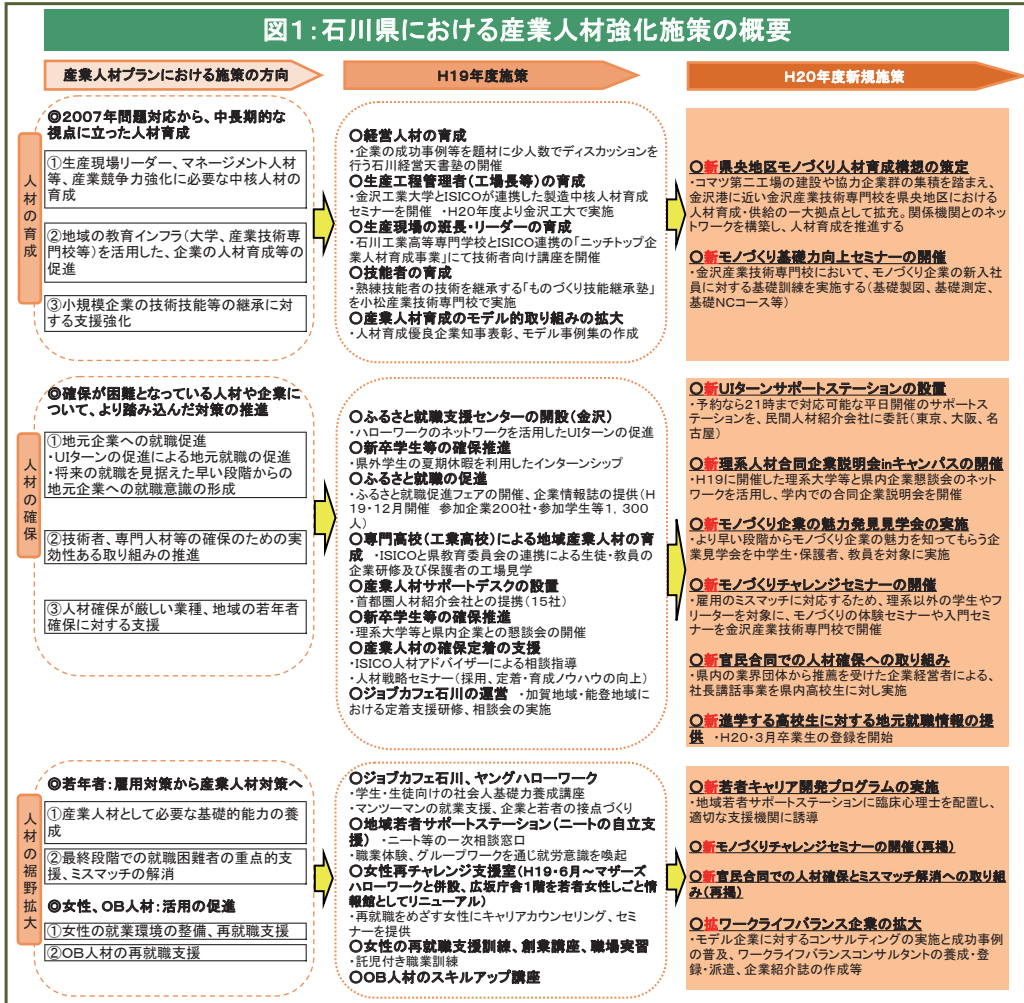 図1:石川県における産業人材強化施策の概要
産業人材プランにおける施策の方向
H19年度施策
H20年度新規施策
人材の育成
◎2007年問題対応から、中長期的な
視点に立った人材育成
①生産現場リーダー、マネージメント人材
等、産業競争力強化に必要な中核人材の
育成
②地域の教育インフラ(大学、産業技術専
門校等)を活用した、企業の人材育成等の
促進
③小規模企業の技術技能等の継承に対
する支援強化
○経営人材の育成
・企業の成功事例等を題材に少人数でディスカッションを
行う石川経営天書塾の開催
○生産工程管理者(工場長等)の育成
・金沢工業大学とISICOが連携した製造中核人材育成
セミナーを開催 ・H20年度より金沢工大で実施
○生産現場の班長・リーダーの育成
・石川工業高等専門学校とISICO連携の「ニッチトップ企
業人材育成事業」にて技術者向け講座を開催
○技能者の育成
・熟練技能者の技術を継承する「ものづくり技能継承塾」
を小松産業技術専門校で実施
○産業人材育成のモデル的取り組みの拡大
・人材育成優良企業知事表彰、モデル事例集の作成
○新県央地区モノづくり人材育成構想の策定
・コマツ第二工場の建設や協力企業群の集積を踏まえ、
金沢港に近い金沢産業技術専門校を県央地区における
人材育成・供給の一大拠点として拡充。関係機関とのネッ
トワークを構築し、人材育成を推進する
○新モノづくり基礎力向上セミナーの開催
・金沢産業技術専門校において、モノづくり企業の新入社
員に対する基礎訓練を実施する(基礎製図、基礎測定、
基礎NCコース等)
人材の確保
◎確保が困難となっている人材や企業に
ついて、より踏み込んだ対策の推進
①地元企業への就職促進
・UIターンの促進による地元就職の促進
・将来の就職を見据えた早い段階からの
地元企業への就職意識の形成
②技術者、専門人材等の確保のための実
効性ある取り組みの推進
③人材確保が厳しい業種、地域の若年者
確保に対する支援
○ふるさと就職支援センターの開設(金沢)
・ハローワークのネットワークを活用したUIターンの促進
○新卒学生等の確保推進
・県外学生の夏期休暇を利用したインターンシップ
○ふるさと就職の促進
・ふるさと就職促進フェアの開催、企業情報誌の提供(H
19・12月開催 参加企業200社・参加学生等1,300
人)
○専門高校(工業高校)による地域産業人材の育
成 ・ISICOと県教育委員会の連携による生徒・教員の
企業研修及び保護者の工場見学
○産業人材サポートデスクの設置
・首都圏人材紹介会社との提携(15社)
○新卒学生等の確保推進
・理系大学等と県内企業との懇談会の開催
○産業人材の確保定着の支援
・ISICO人材アドバイザーによる相談指導
・人材戦略セミナー(採用、定着・育成ノウハウの向上)
○ジョブカフェ石川の運営 ・加賀地域・能登地域に
おける定着支援研修、相談会の実施
○新UIターンサポートステーションの設置
・予約なら21時まで対応可能な平日開催のサポートス
テーションを、民間人材紹介会社に委託(東京、大阪、名
古屋)
○新理系人材合同企業説明会inキャンパスの開催
・H19に開催した理系大学等と県内企業懇談会のネット
ワークを活用し、学内での合同企業説明会を開催
○新モノづくり企業の魅力発見見学会の実施
・より早い段階からモノづくり企業の魅力を知ってもらう企
業見学会を中学生・保護者、教員を対象に実施
○新モノづくりチャレンジセミナーの開催
・雇用のミスマッチに対応するため、理系以外の学生やフ
リーターを対象に、モノづくりの体験セミナーや入門セミ
ナーを金沢産業技術専門校で開催
○新官民合同での人材確保への取り組み
・県内の業界団体から推薦を受けた企業経営者による、
社長講話事業を県内高校生に対し実施
○新進学する高校生に対する地元就職情報の提
供 ・H20・3月卒業生の登録を開始
人材の裾野拡大
◎若年者:雇用対策から産業人材対策へ
①産業人材として必要な基礎的能力の養
成
②最終段階での就職困難者の重点的支
援、ミスマッチの解消
◎女性、OB人材:活用の促進
①女性の就業環境の整備、再就職支援
②OB人材の再就職支援
○ジョブカフェ石川、ヤングハローワーク
・学生・生徒向けの社会人基礎力養成講座
・マンツーマンの就業支援、企業と若者の接点づくり
○地域若者サポートステーション(ニートの自立支
援) ・ニート等の一次相談窓口
・職業体験、グループワークを通じ就労意識を喚起
○女性再チャレンジ支援室(H19・6月～マザーズ
ハローワークと併設、広坂庁舎1階を若者女性しごと情
報館としてリニューアル)
・再就職をめざす女性にキャリアカウンセリング、セミ
ナーを提供
○女性の再就職支援訓練、創業講座、職場実習
・託児付き職業訓練
○OB人材のスキルアップ講座
○新若者キャリア開発プログラムの実施
・地域若者サポートステーションに臨床心理士を配置し、
適切な支援機関に誘導
○新モノづくりチャレンジセミナーの開催(再掲)
○新官民合同での人材確保とミスマッチ解消への取り組
み(再掲)
○拡ワークライフバランス企業の拡大
・モデル企業に対するコンサルティングの実施と成功事例
の普及、ワークライフバランスコンサルタントの養成・登
録・派遣、企業紹介誌の作成等